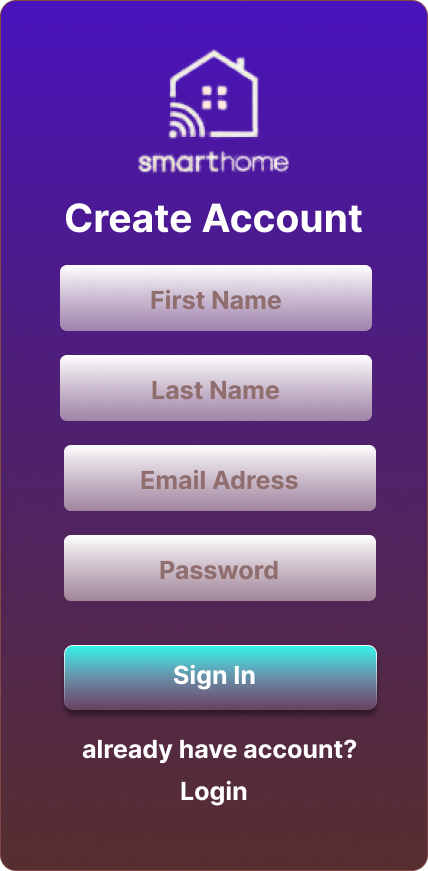 smarthome
Create Account
First Name
Last Name
Email Adress
Password
Sign In
already have account?
Login